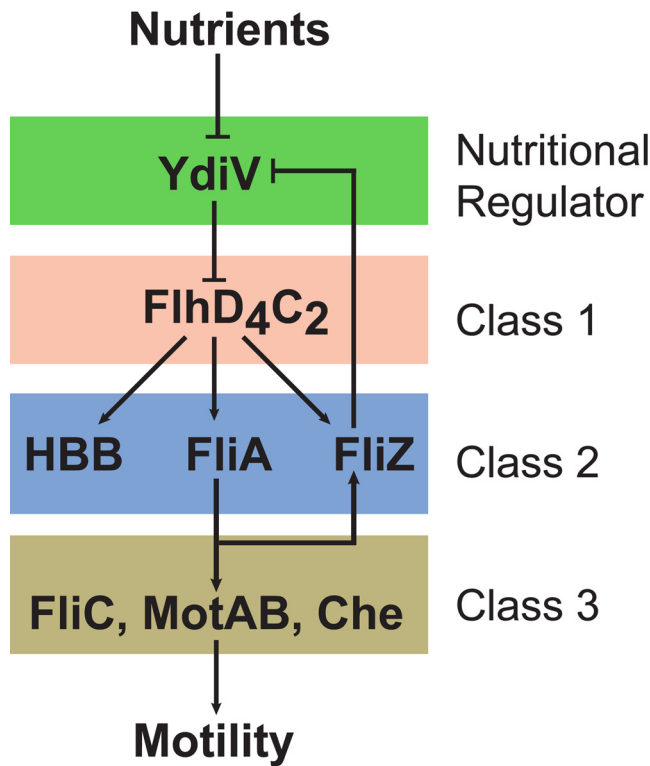 Nutrients
YdiV
Nutritional
Regulator
FlhD4C2
Class 1
HBB FliA FliZ
Class 2
FliC, MotAB, Che
Class 3
Motility